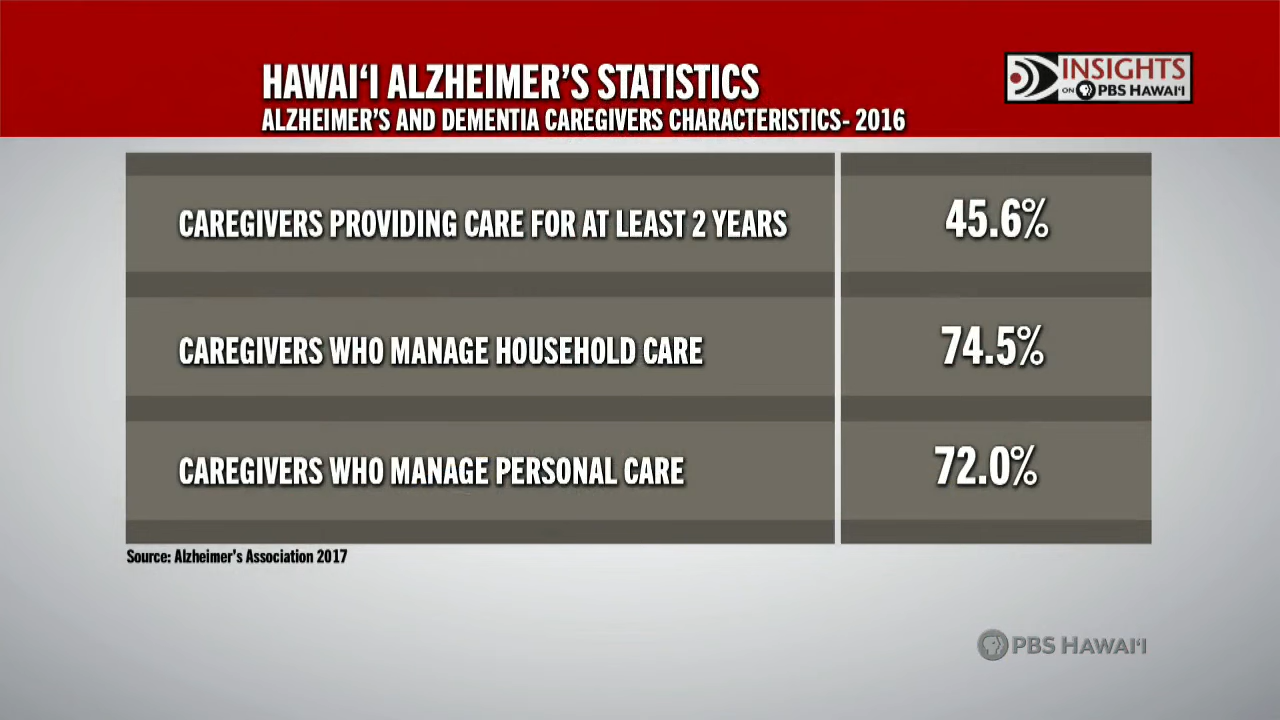 HAWAIʻI ALZHEIMER'S STATISTICS
ALZHEIMER'S AND DEMENTIA CAREGIVERS CHARACTERISTICS- 2016
INSIGHTS
ON PBS HAWAIʻI
CAREGIVERS PROVIDING CARE FOR AT LEAST 2 YEARS 45.6%
CAREGIVERS WHO MANAGE HOUSEHOLD CARE 74.5%
CAREGIVERS WHO MANAGE PERSONAL CARE 72.0%
Source: Alzheimer's Association 2017
PBS HAWAIʻI